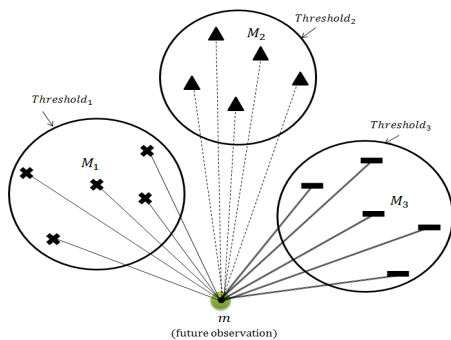 Threshold₂
M₂
Threshold₁
M₁
Threshold₃
M₃
m
(future observation)